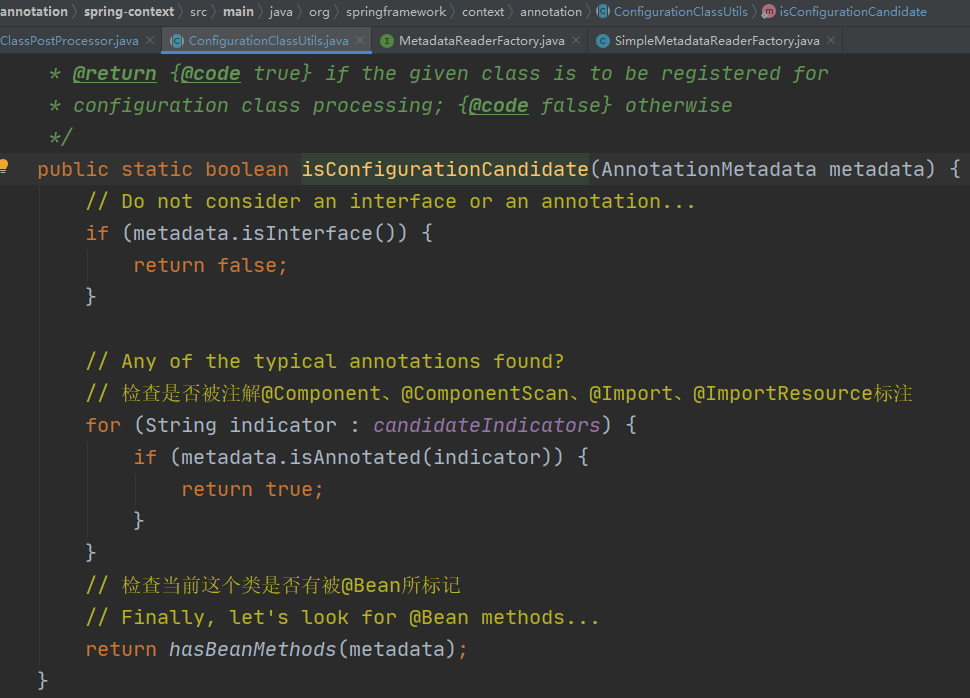 annotation › spring-context › src › main › java › org › springframework › context › annotation › ConfigurationClassUtils › isConfigurationCandidate
ClassPostProcessor.java × ConfigurationClassUtils.java × MetadataReaderFactory.java × SimpleMetadataReaderFactory.java ×
* @return {@code true} if the given class is to be registered for
* configuration class processing; {@code false} otherwise
*/
public static boolean isConfigurationCandidate(AnnotationMetadata metadata) {
// Do not consider an interface or an annotation...
if (metadata.isInterface()) {
return false;
}
// Any of the typical annotations found?
// 检查是否被注解@Component、@ComponentScan、@Import、@ImportResource标注
for (String indicator : candidateIndicators) {
if (metadata.isAnnotated(indicator)) {
return true;
}
}
// 检查当前这个类是否有被@Bean所标记
// Finally, let's look for @Bean methods...
return hasBeanMethods(metadata);
}